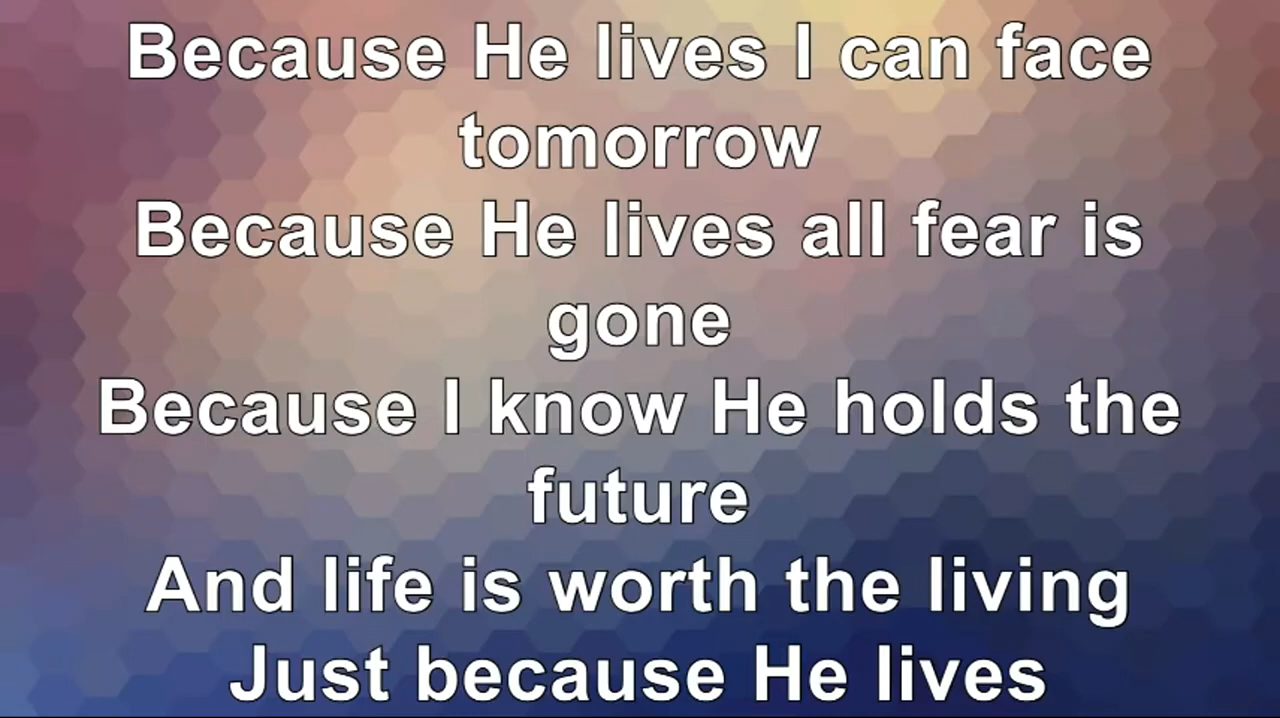 Because He lives I can face
tomorrow
Because He lives all fear is
gone
Because I know He holds the
future
And life is worth the living
Just because He lives